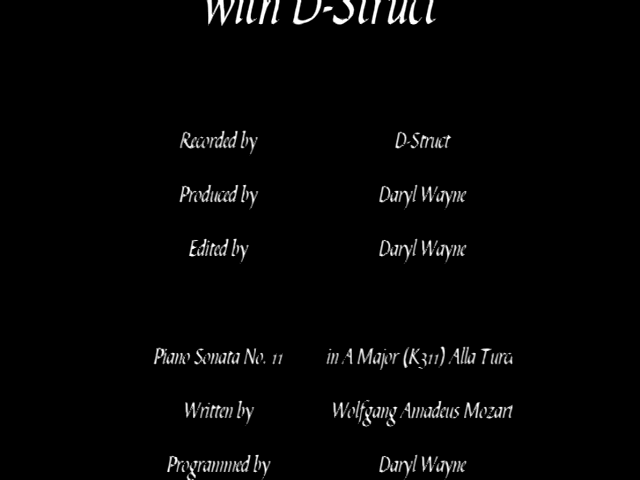 with D-Struct
Recorded by D-Struct
Produced by Daryl Wayne
Edited by Daryl Wayne
Piano Sonata No. 11 in A Major (K311) Alla Turca
Written by Wolfgang Amadeus Mozart
Programmed by Daryl Wayne